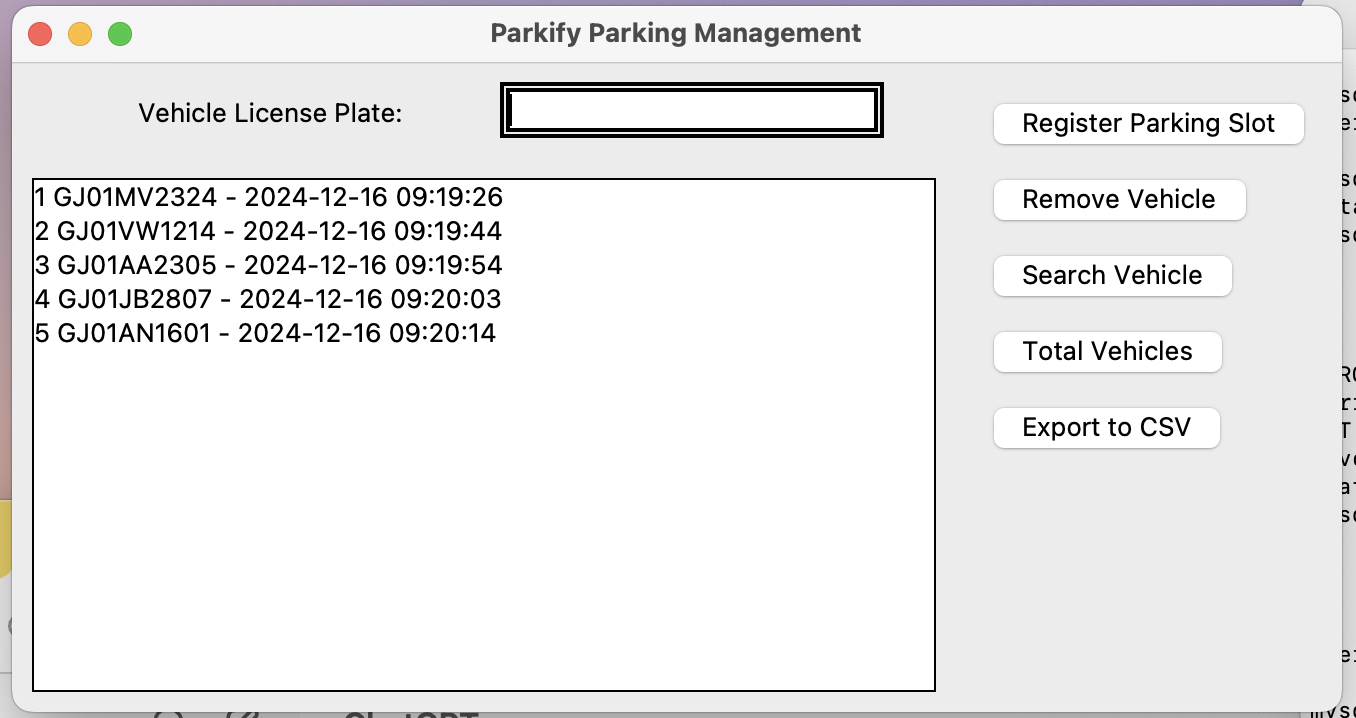 Parkify Parking Management
Vehicle License Plate:
Register Parking Slot
Remove Vehicle
Search Vehicle
Total Vehicles
Export to CSV
1 GJ01MV2324 - 2024-12-16 09:19:26
2 GJ01VW1214 - 2024-12-16 09:19:44
3 GJ01AA2305 - 2024-12-16 09:19:54
4 GJ01JB2807 - 2024-12-16 09:20:03
5 GJ01AN1601 - 2024-12-16 09:20:14